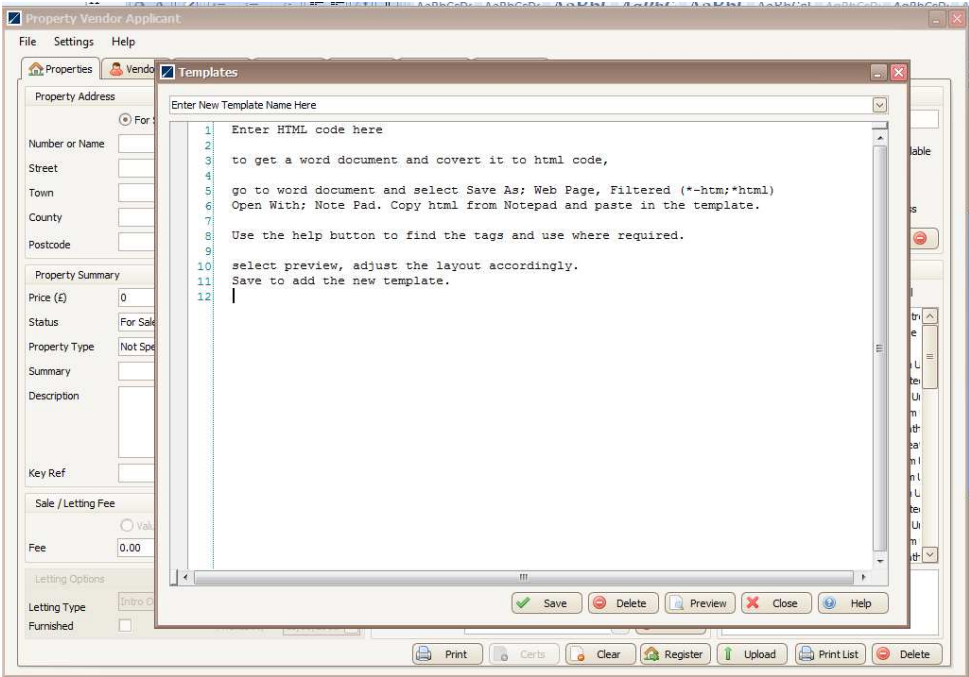 Property Vendor Applicant
File Settings Help
Properties
Vendo
Templates
Property Address
Enter New Template Name Here
For
Number or Name
Street
Town
County
Postcode
1 Enter HTML code here
2
3 to get a word document and covert it to html code,
4
5 go to word document and select Save As; Web Page, Filtered (*-htm;*html)
6 Open With; Note Pad. Copy html from Notepad and paste in the template.
7
8 Use the help button to find the tags and use where required.
9
10 select preview, adjust the layout accordingly.
11 Save to add the new template.
12
lable
Property Summary
Price (£) 0
Status For Sale
Property Type Not Spe
Summary
Description
Key Ref
Sale / Letting Fee
Fee 0.00
Letting Options
Letting Type Intro O
Furnished
Save Delete Preview Close Help
Print Certs Clear Register Upload Print List Delete